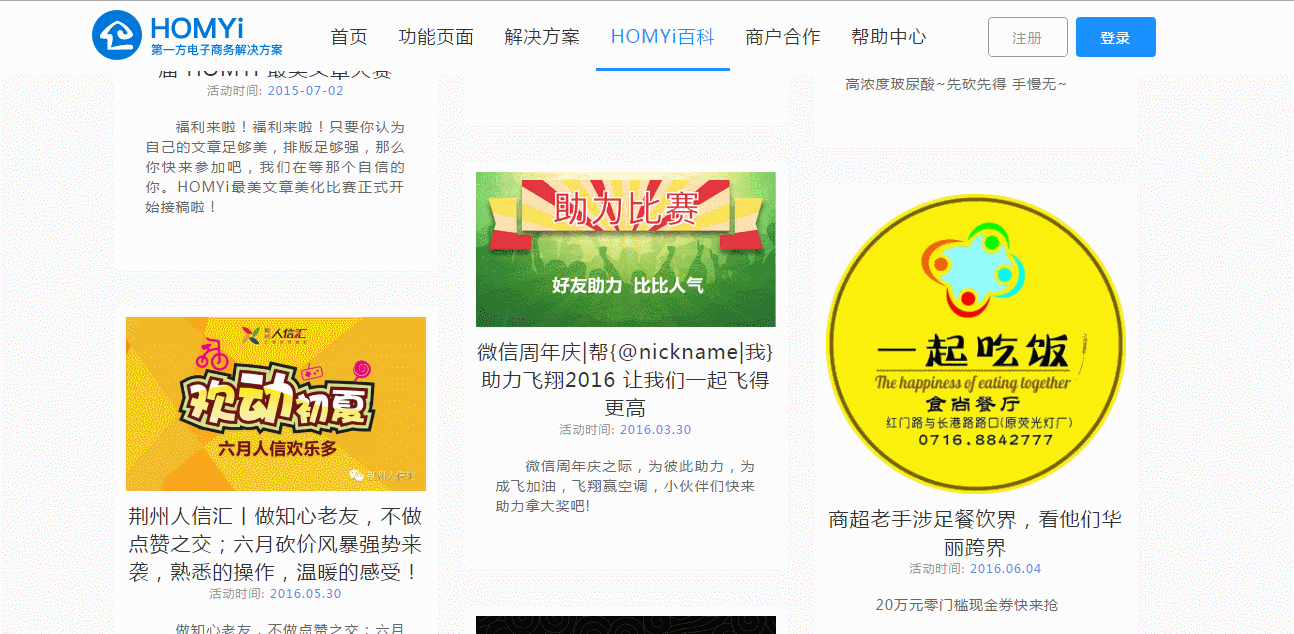 HOMYi
第一方电子商务解决方案
首页
功能页面
解决方案
HOMYi百科
商户合作
帮助中心
注册
登录
届 HOMYi 最美文章大赛
活动时间: 2015-07-02
福利来啦！福利来啦！只要你认为
自己的文章足够美，排版足够强，那么
你快来参加吧，我们在等那个自信的
你。HOMYi最美文章美化比赛正式开
始接稿啦！
人信汇
欢动初夏
六月人信欢乐多
荆州人信汇
荆州人信汇丨做知心老友，不做
点赞之交；六月砍价风暴强势来
袭，熟悉的操作，温暖的感受！
活动时间: 2016.05.30
做知心老友，不做点赞之交；六月
助力比赛
好友助力 比比人气
微信周年庆|帮{@nickname|我}
助力飞翔2016 让我们一起飞得
更高
活动时间: 2016.03.30
微信周年庆之际，为彼此助力，为
成飞加油，飞翔赢空调，小伙伴们快来
助力拿大奖吧!
高浓度玻尿酸~先砍先得 手慢无~
一起吃饭
The happiness of eating together
食尚餐厅
红门路与长港路路口(原荧光灯厂)
0716.8842777
商超老手涉足餐饮界，看他们华
丽跨界
活动时间: 2016.06.04
20万元零门槛现金券快来抢